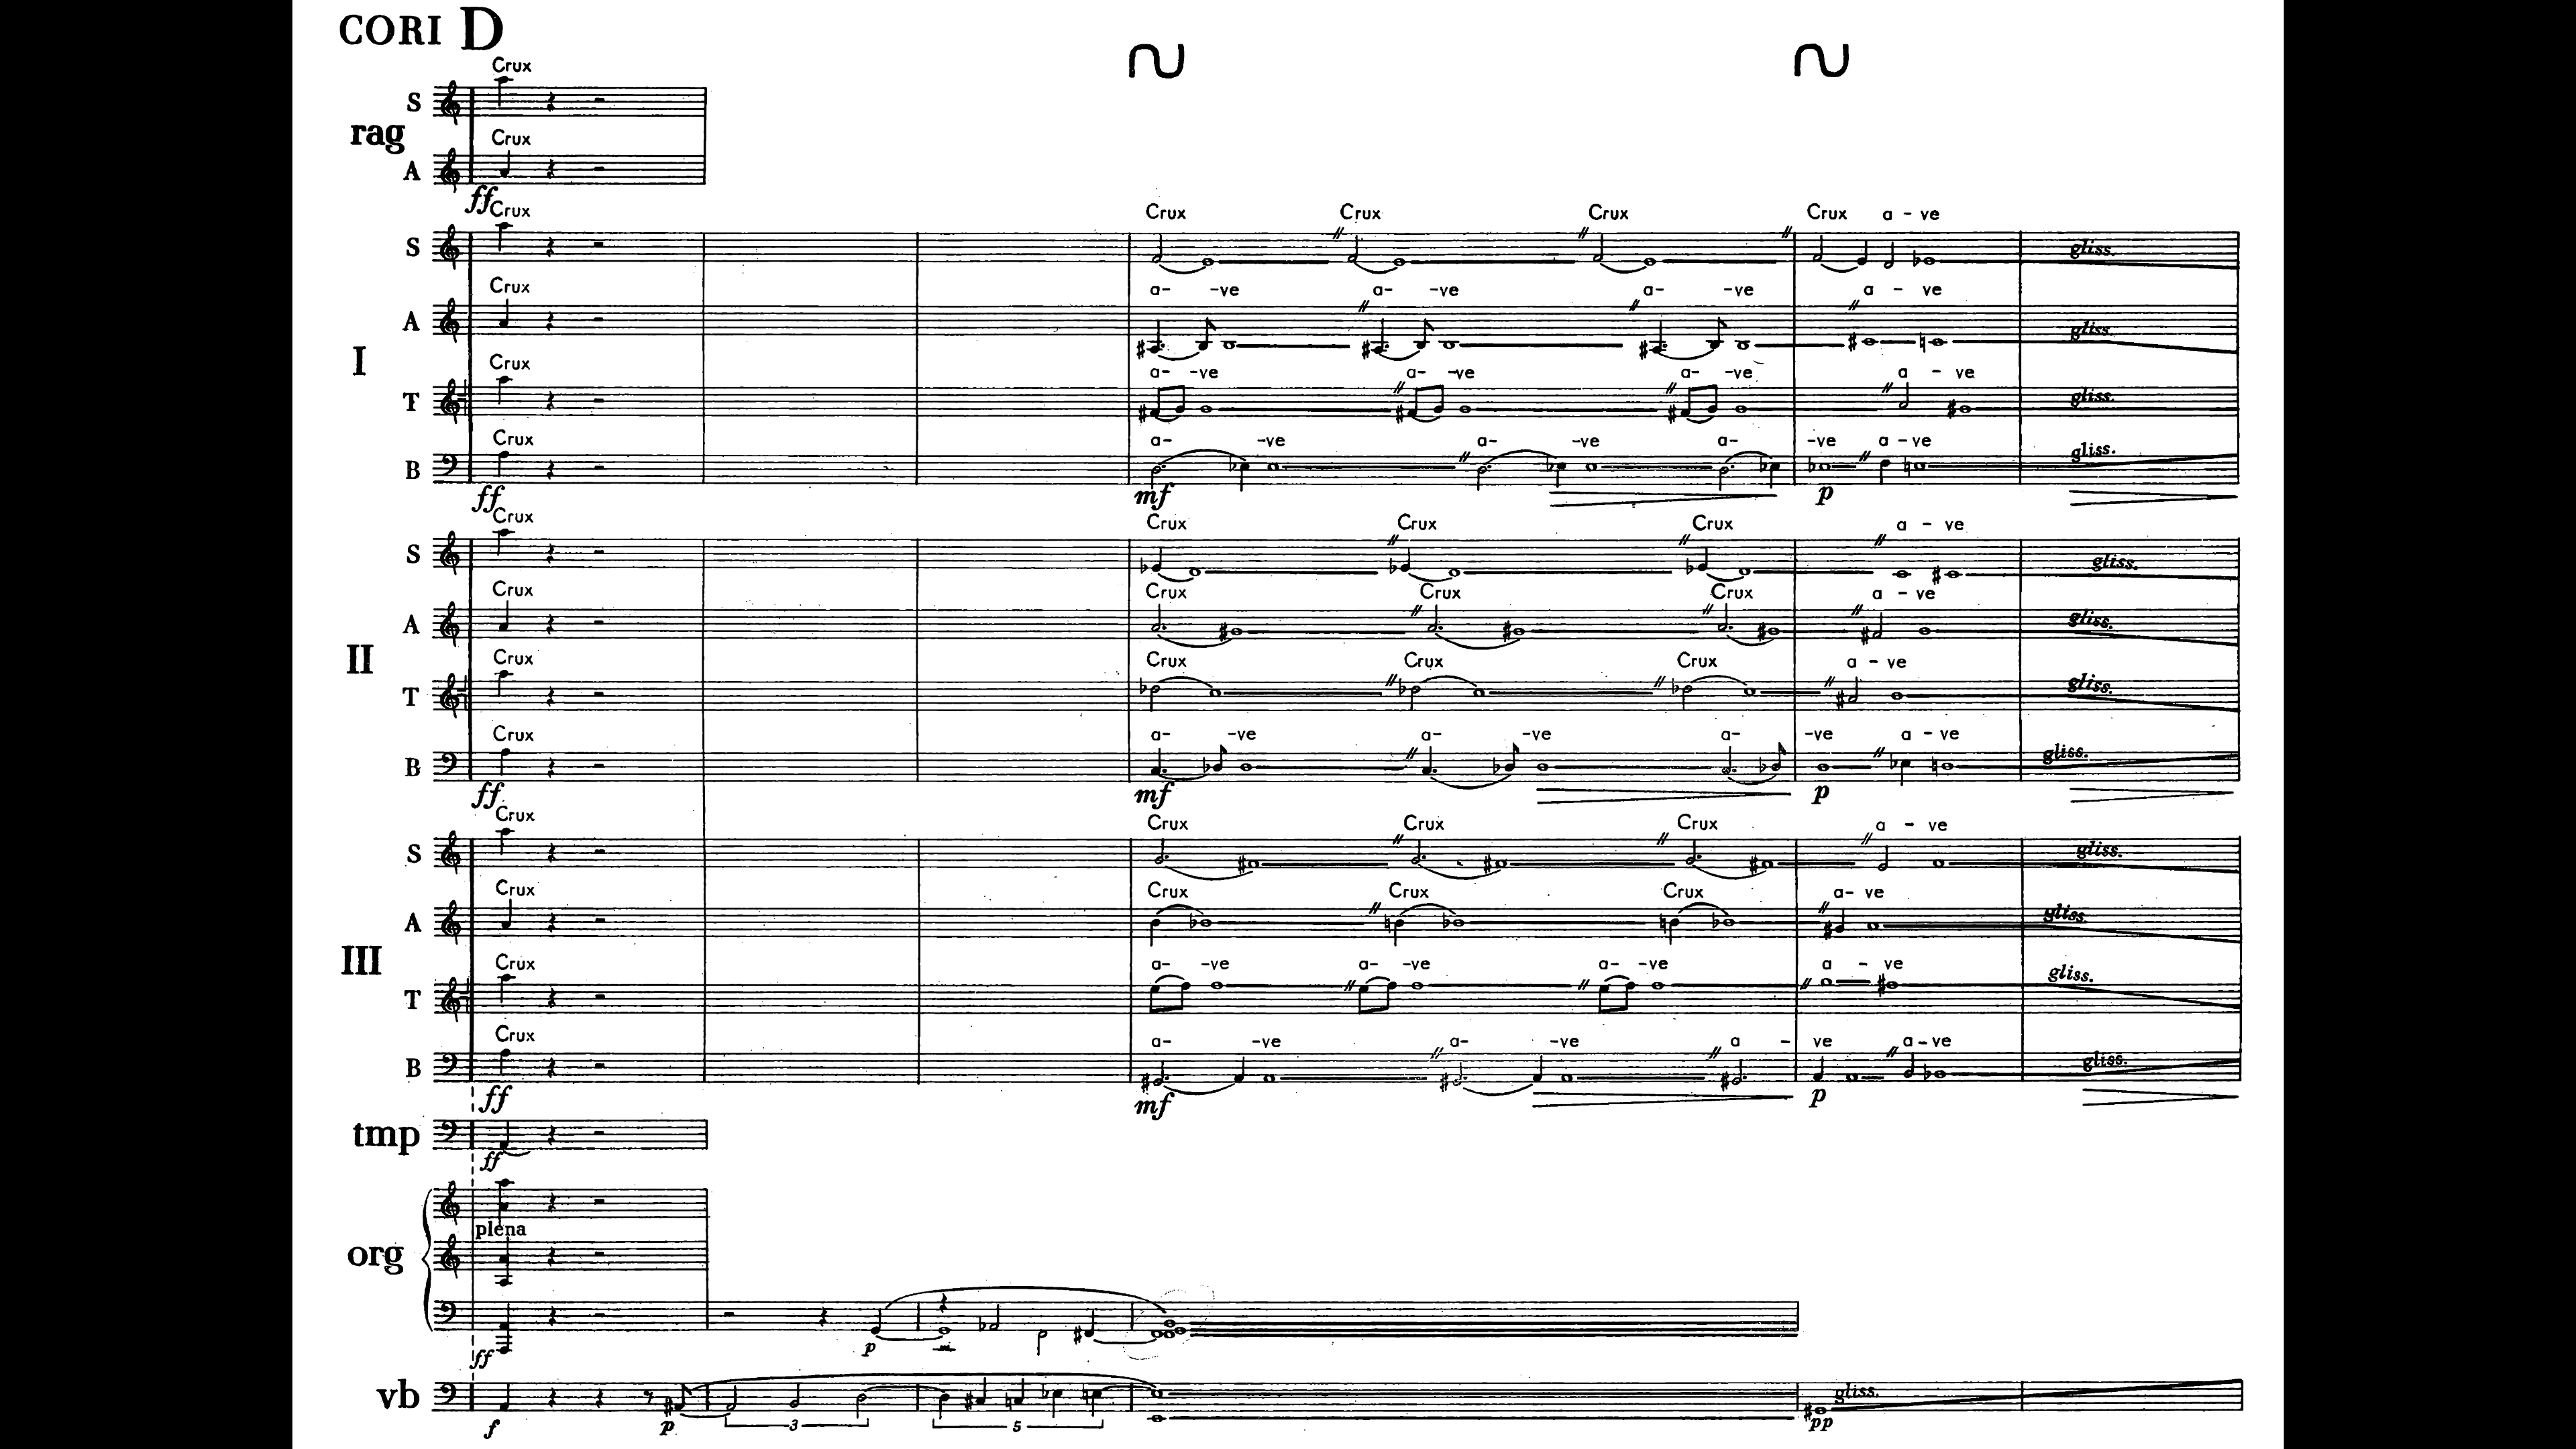 CORI D
Crux
S
rag
Crux
A
ff
Crux Crux Crux Crux Crux a - ve
S gliss.
Crux a- -ve a- -ve a- -ve a - ve
A gliss.
I
Crux a- -ve a- -ve a- -ve a - ve
T gliss.
Crux a- -ve a- -ve a- -ve a - ve
B gliss.
ff mf p
Crux Crux Crux Crux a - ve
S gliss.
Crux Crux Crux Crux a - ve
A gliss.
II
Crux Crux Crux Crux a - ve
T gliss.
Crux a- -ve a- -ve a- -ve a - ve
B gliss.
ff mf p
Crux Crux Crux Crux a - ve
S gliss.
Crux Crux Crux Crux a- ve
A gliss.
III
Crux a- -ve a- -ve a- -ve a - ve
T gliss.
Crux a- -ve a- -ve a - ve a - ve
B gliss.
ff mf p
tmp
ff
plena
org
p
ff
vb gliss.
f p 3 5 pp